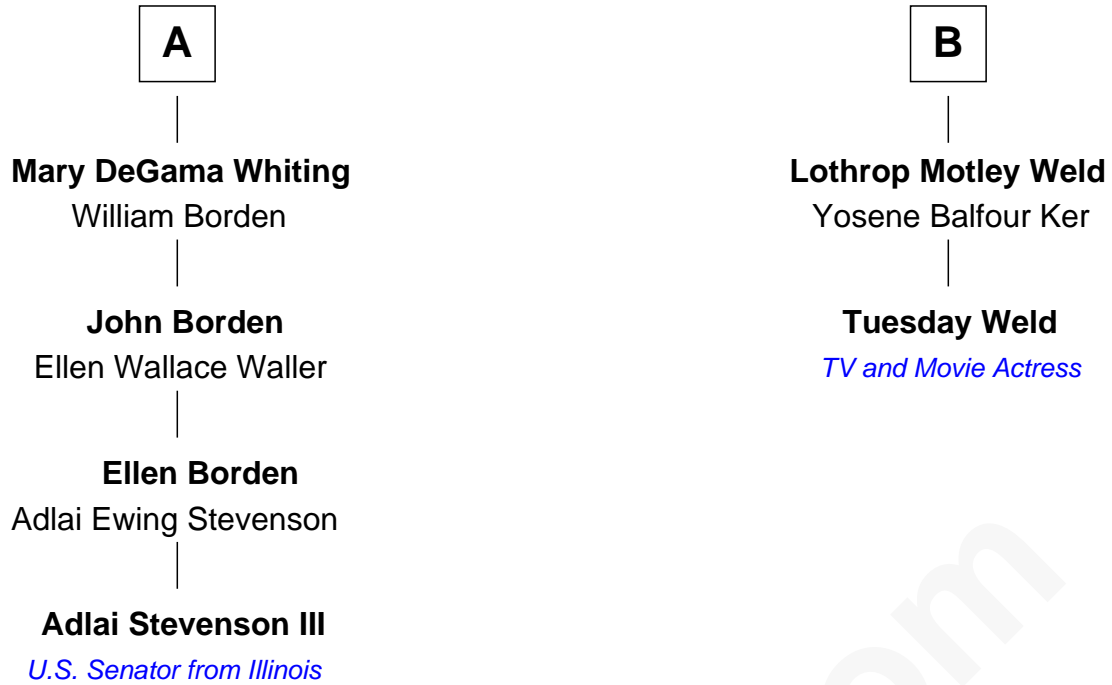 A
Mary DeGama Whiting
William Borden
John Borden
Ellen Wallace Waller
Ellen Borden
Adlai Ewing Stevenson
Adlai Stevenson III
U.S. Senator from Illinois
B
Lothrop Motley Weld
Yosene Balfour Ker
Tuesday Weld
TV and Movie Actress
om